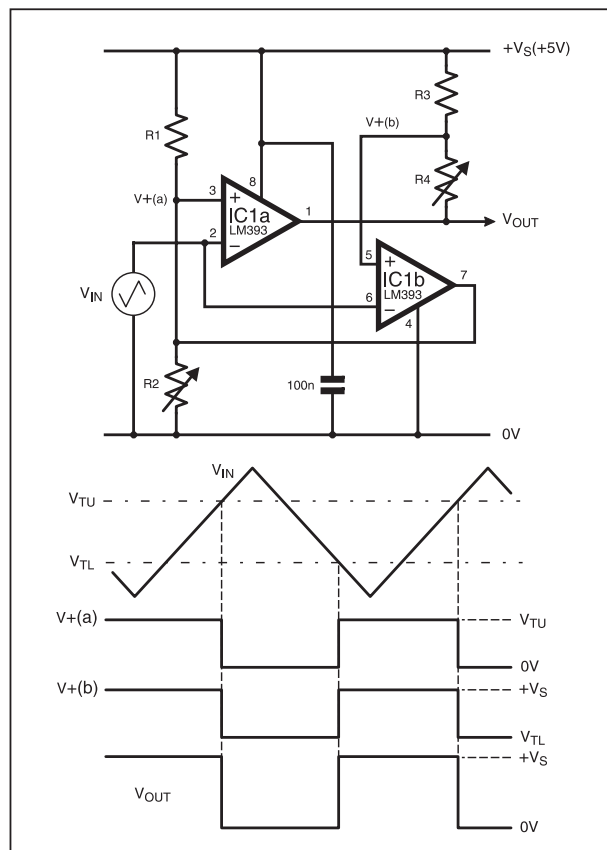 +VS(+5V)
R1
R3
V+(b)
R4
V+(a)
3
8
+
IC1a
LM393
1
2
−
VOUT
5
+
IC1b
LM393
7
6
−
4
VIN
R2
100n
0V
VIN
VTU
VTL
V+(a)
VTU
0V
V+(b)
+VS
VTL
+VS
VOUT
0V